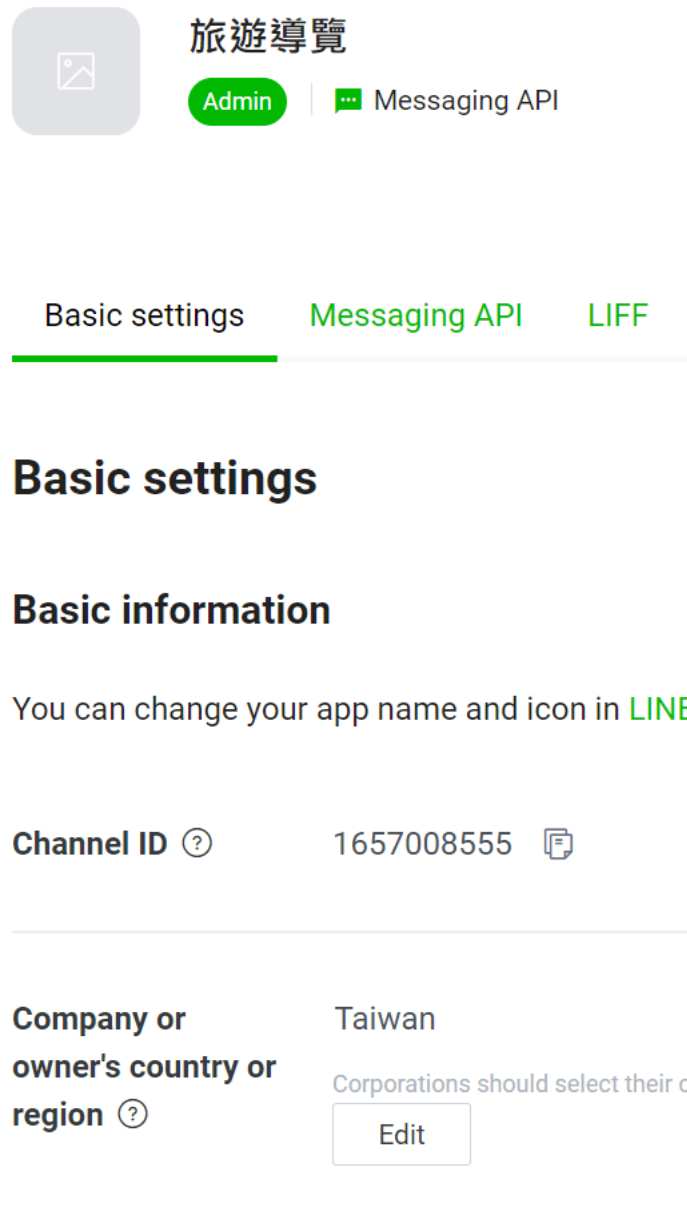 旅遊導覽
Admin
Messaging API
Basic settings
Messaging API
LIFF
Basic settings
Basic information
You can change your app name and icon in LINE
Channel ID
1657008555
Company or
owner's country or
region
Taiwan
Corporations should select their
Edit